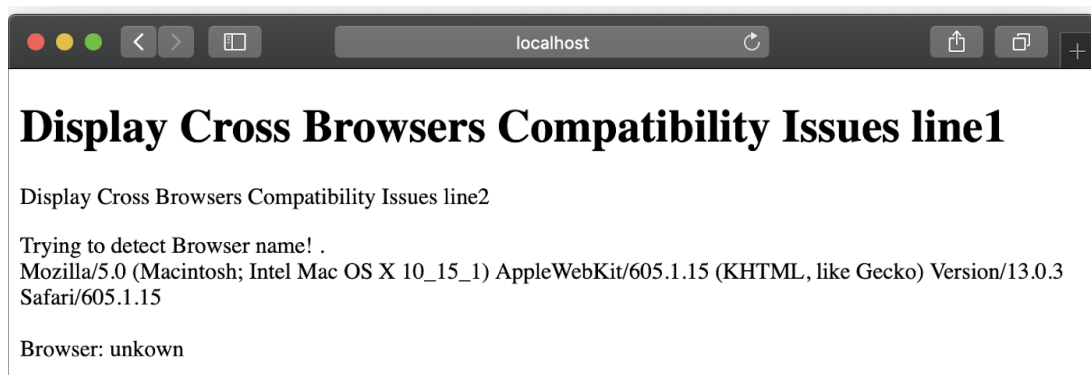 localhost
Display Cross Browsers Compatibility Issues line1
Display Cross Browsers Compatibility Issues line2
Trying to detect Browser name! .
Mozilla/5.0 (Macintosh; Intel Mac OS X 10_15_1) AppleWebKit/605.1.15 (KHTML, like Gecko) Version/13.0.3
Safari/605.1.15
Browser: unkown